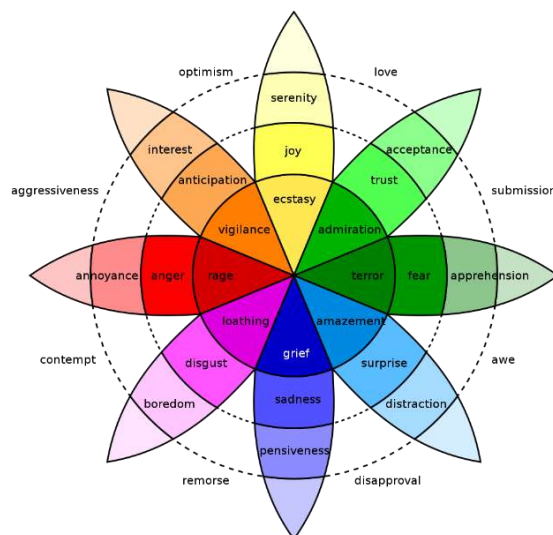 optimism
love
serenity
interest
acceptance
joy
anticipation
trust
aggressiveness
submission
ecstasy
vigilance
admiration
annoyance
anger
rage
terror
fear
apprehension
loathing
amazement
grief
contempt
disgust
surprise
awe
boredom
sadness
distraction
pensiveness
remorse
disapproval